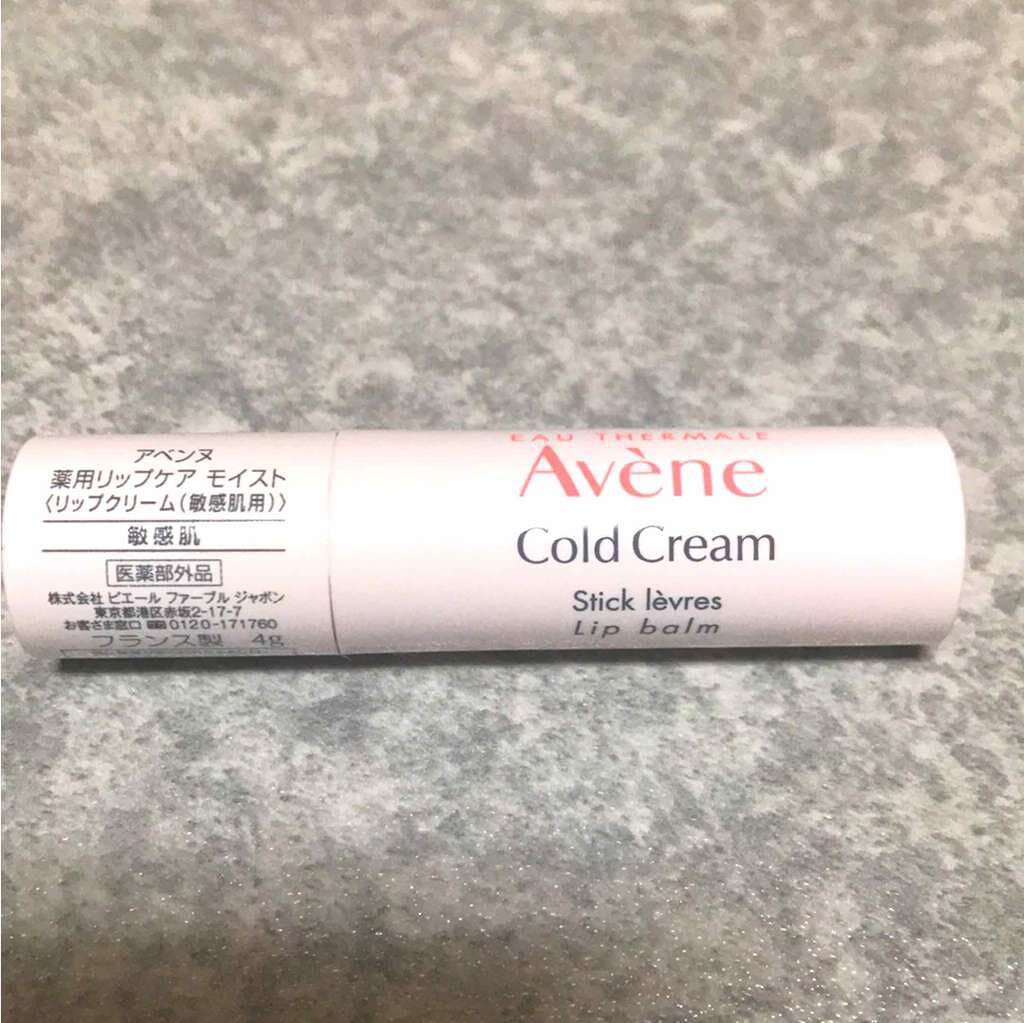 アベンヌ
薬用リップケア モイスト
〈リップクリーム(敏感肌用)〉
敏感肌
医薬部外品
株式会社 ピエール ファーブル ジャポン
東京都港区赤坂2-17-7
お客さま窓口 0120-171760
フランス製 4g
EAU THERMALE
Avène
Cold Cream
Stick lèvres
Lip balm